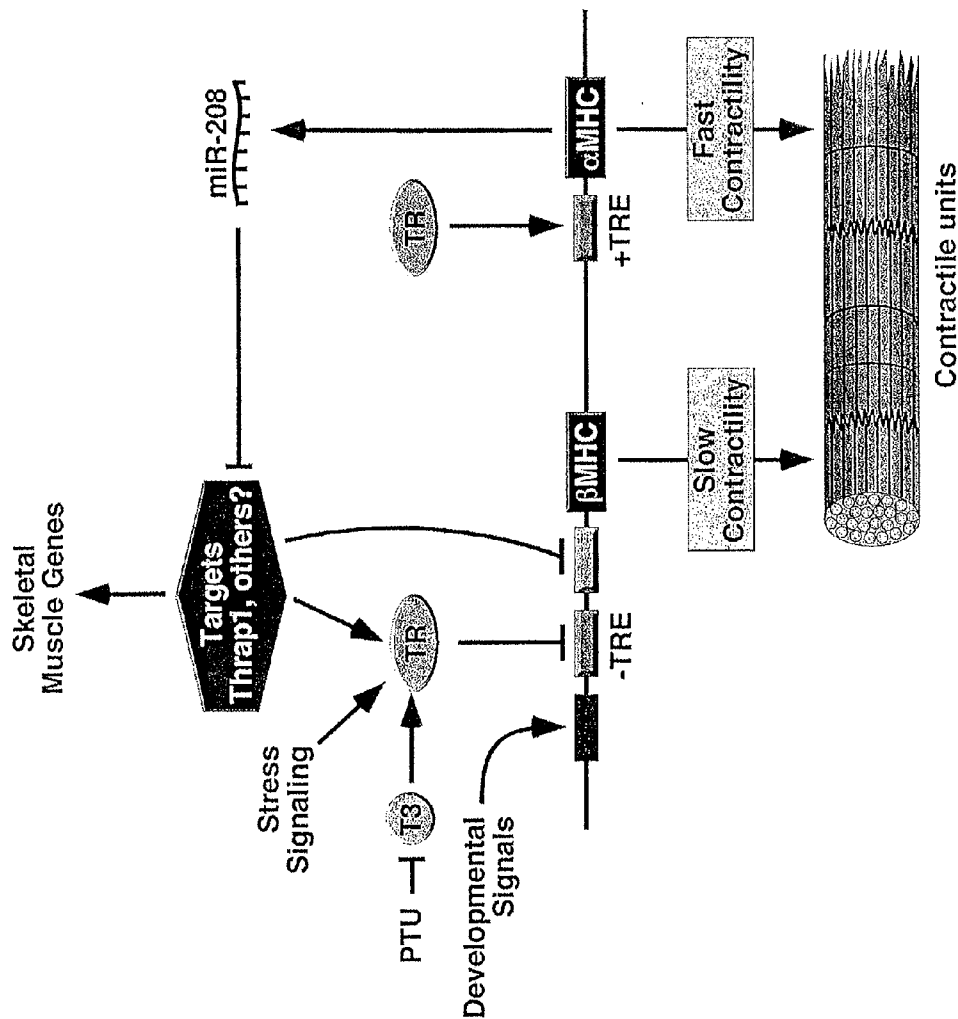 Skeletal
Muscle Genes
Targets
Thrap1, others?
miR-208
Stress
Signaling
PTU
T3
TR
TR
Developmental
Signals
-TRE
βMHC
+TRE
αMHC
Slow
Contractility
Fast
Contractility
Contractile units